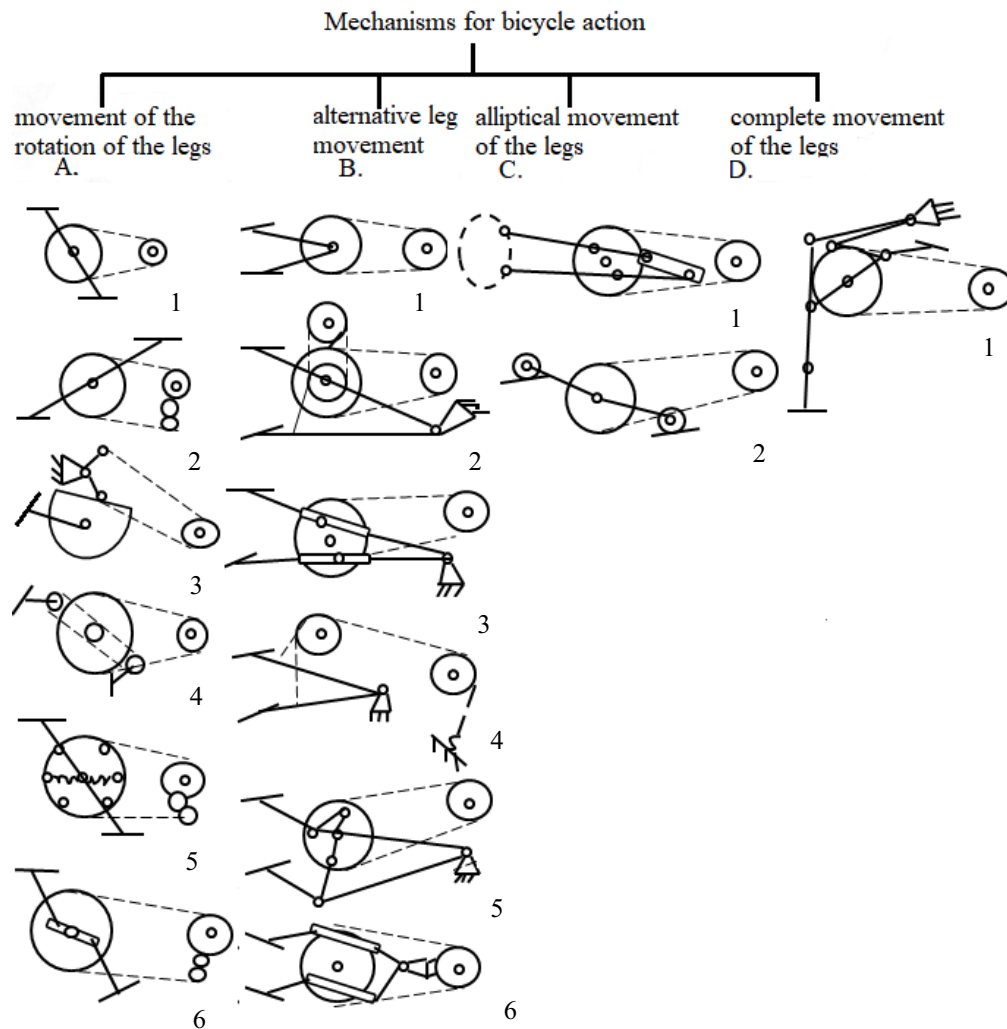 Mechanisms for bicycle action
movement of the
rotation of the legs
A.
alternative leg
movement
B.
alliptical movement
of the legs
C.
complete movement
of the legs
D.
1
2
3
4
5
6
1
2
3
4
5
6
1
2
1